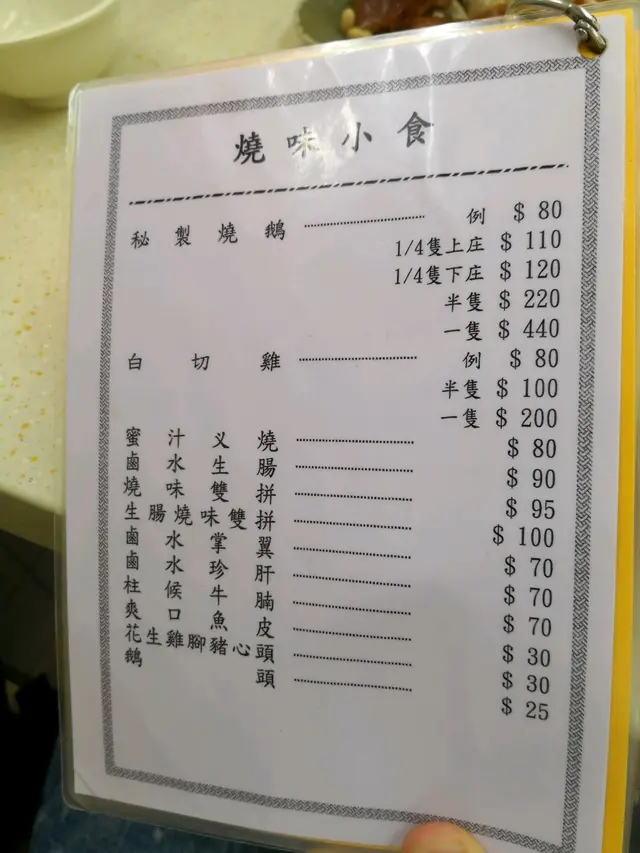 燒味小食
秘製燒鵝 例 $ 80
1/4隻上庄 $ 110
1/4隻下庄 $ 120
半隻 $ 220
一隻 $ 440
白切雞 例 $ 80
半隻 $ 100
一隻 $ 200
蜜汁义燒 $ 80
鹵水生腸 $ 90
燒味雙拼 $ 95
生腸燒味雙拼 $ 100
鹵水掌翼 $ 70
鹵水珍肝 $ 70
柱候牛腩 $ 70
爽口魚皮 $ 30
花生雞腳豬心頭 $ 30
鵝頭 $ 25